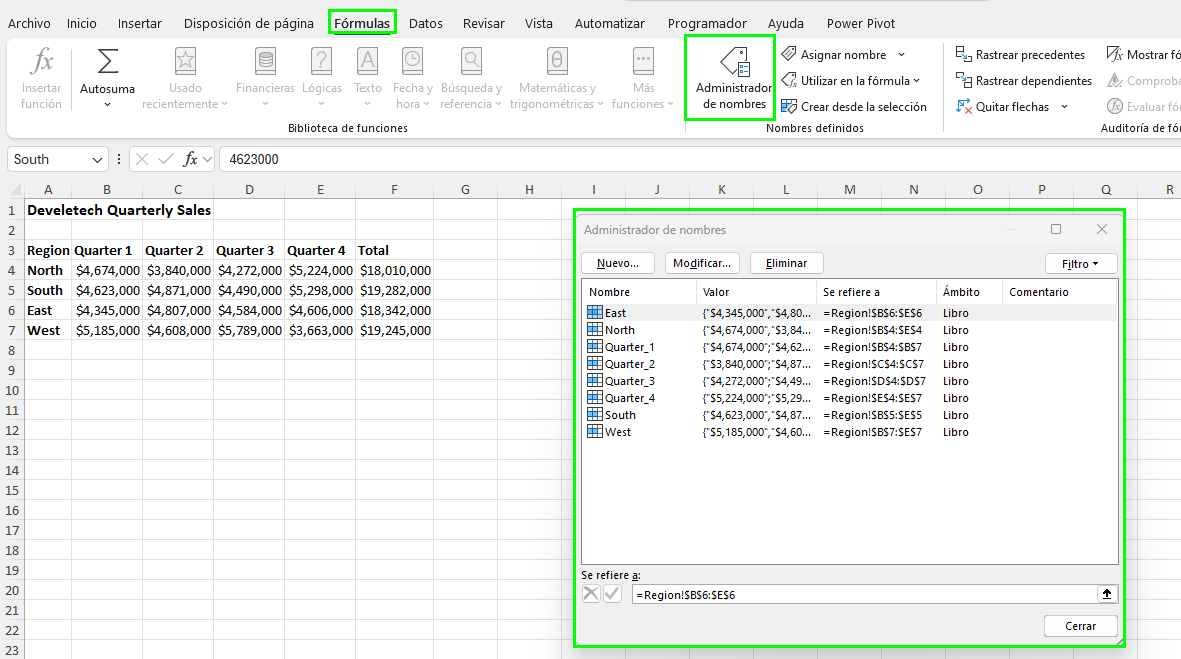 Archivo Inicio Insertar Disposición de página Fórmulas Datos Revisar Vista Automatizar Programador Ayuda Power Pivot
fx Σ ? A θ
Insertar función Autosuma Usado recientemente Financieras Lógicas Texto Fecha y hora Búsqueda y referencia Matemáticas y trigonométricas Más funciones
Biblioteca de funciones
Administrador de nombres
Asignar nombre
Utilizar en la fórmula
Crear desde la selección
Nombres definidos
Rastrear precedentes Mostrar fó
Rastrear dependientes Comproba
Quitar flechas Evaluar fór
Auditoría de fó
South fx 4623000
A B C D E F G H I J K L M N O P Q R
1 Develetech Quarterly Sales
2
3 Region Quarter 1 Quarter 2 Quarter 3 Quarter 4 Total
4 North $4,674,000 $3,840,000 $4,272,000 $5,224,000 $18,010,000
5 South $4,623,000 $4,871,000 $4,490,000 $5,298,000 $19,282,000
6 East $4,345,000 $4,807,000 $4,584,000 $4,606,000 $18,342,000
7 West $5,185,000 $4,608,000 $5,789,000 $3,663,000 $19,245,000
8
9
10
11
12
13
14
15
16
17
18
19
20
21
22
23
Administrador de nombres
Nuevo... Modificar... Eliminar Filtro
Nombre Valor Se refiere a Ámbito Comentario
East {"$4,345,000","$4,80... =Region!$B$6:$E$6 Libro
North {"$4,674,000","$3,84... =Region!$B$4:$E$4 Libro
Quarter_1 {"$4,674,000";"$4,62... =Region!$B$4:$B$7 Libro
Quarter_2 {"$3,840,000";"$4,87... =Region!$C$4:$C$7 Libro
Quarter_3 {"$4,272,000";"$4,49... =Region!$D$4:$D$7 Libro
Quarter_4 {"$5,224,000";"$5,29... =Region!$E$4:$E$7 Libro
South {"$4,623,000","$4,87... =Region!$B$5:$E$5 Libro
West {"$5,185,000","$4,60... =Region!$B$7:$E$7 Libro
Se refiere a:
=Region!$B$6:$E$6
Cerrar